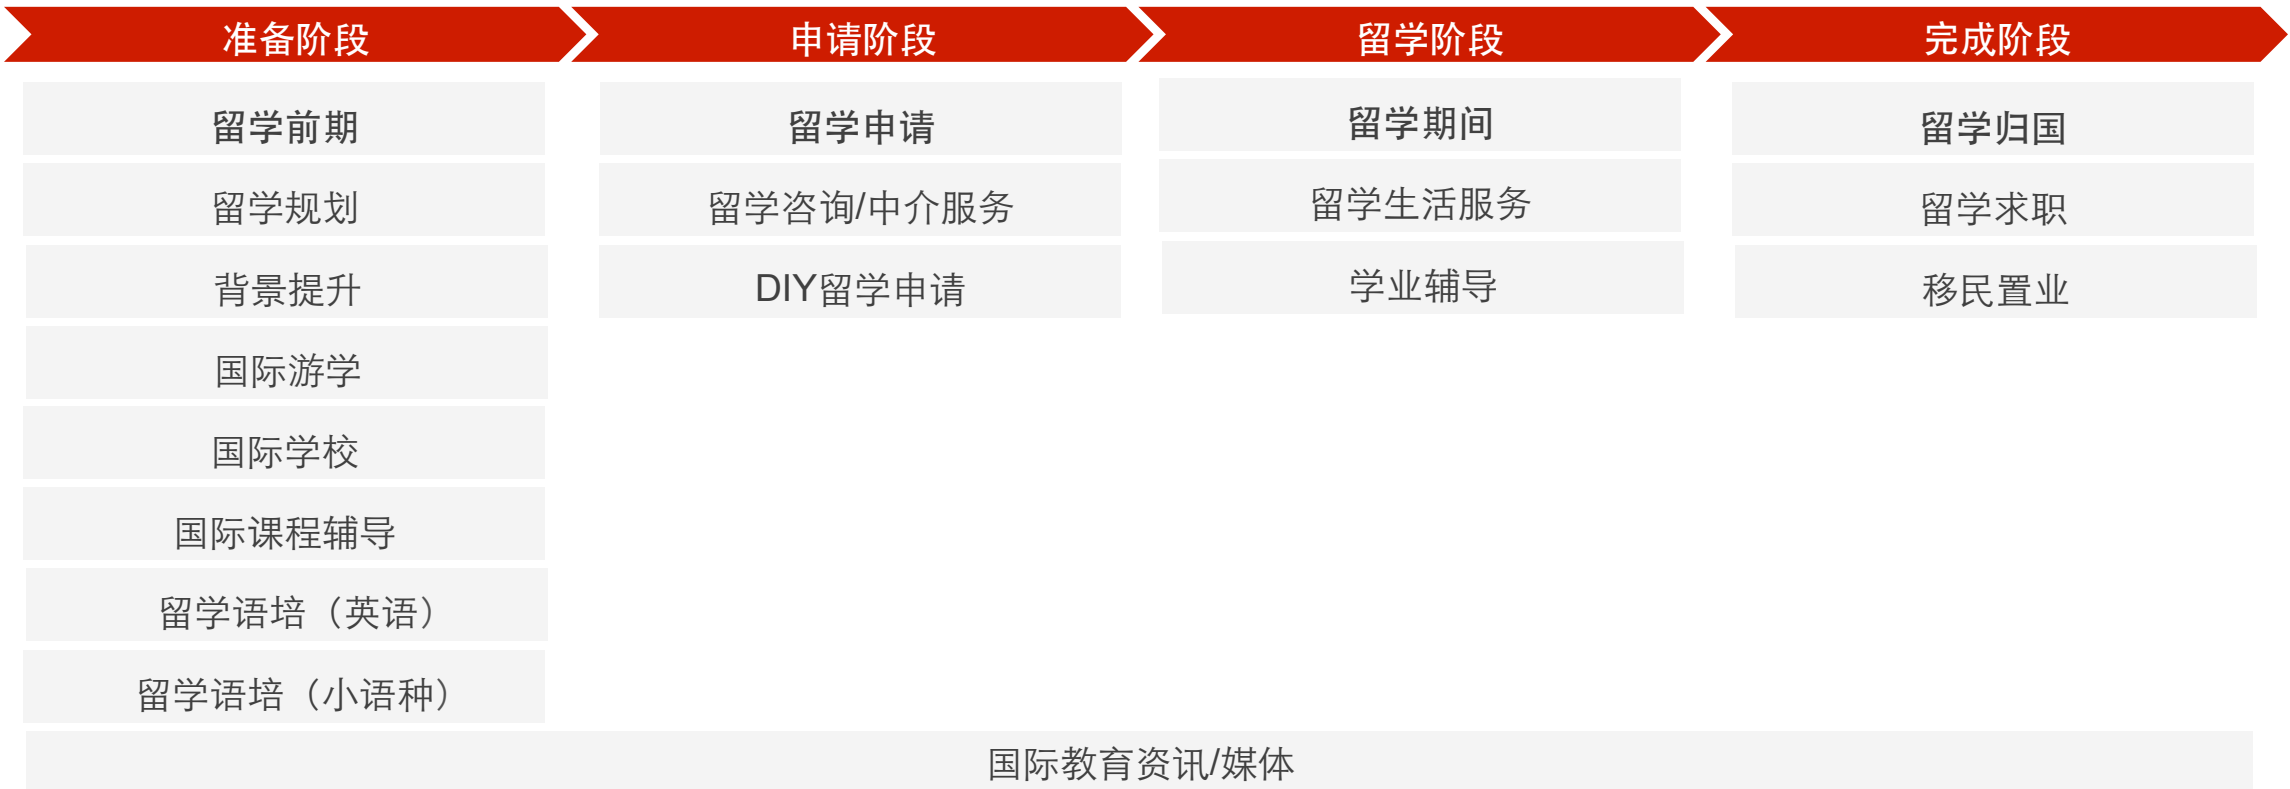 准备阶段
申请阶段
留学阶段
完成阶段
留学前期
留学规划
背景提升
国际游学
国际学校
国际课程辅导
留学语培（英语）
留学语培（小语种）
留学申请
留学咨询/中介服务
DIY留学申请
留学期间
留学生活服务
学业辅导
留学归国
留学求职
移民置业
国际教育资讯/媒体